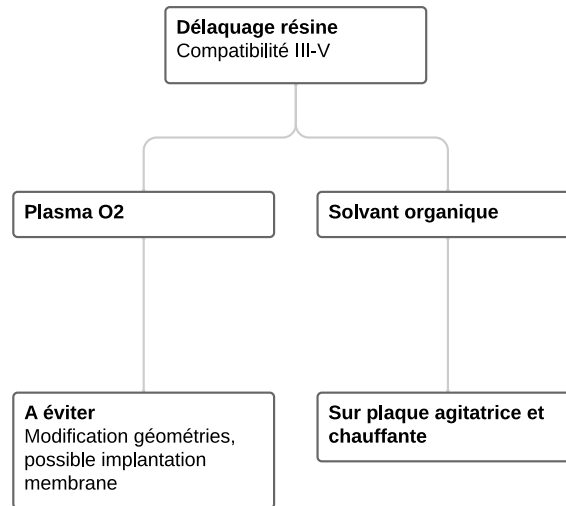 Délaquage résine
Compatibilité III-V
Plasma O2
Solvant organique
A éviter
Modification géométries,
possible implantation
membrane
Sur plaque agitatrice et
chauffante